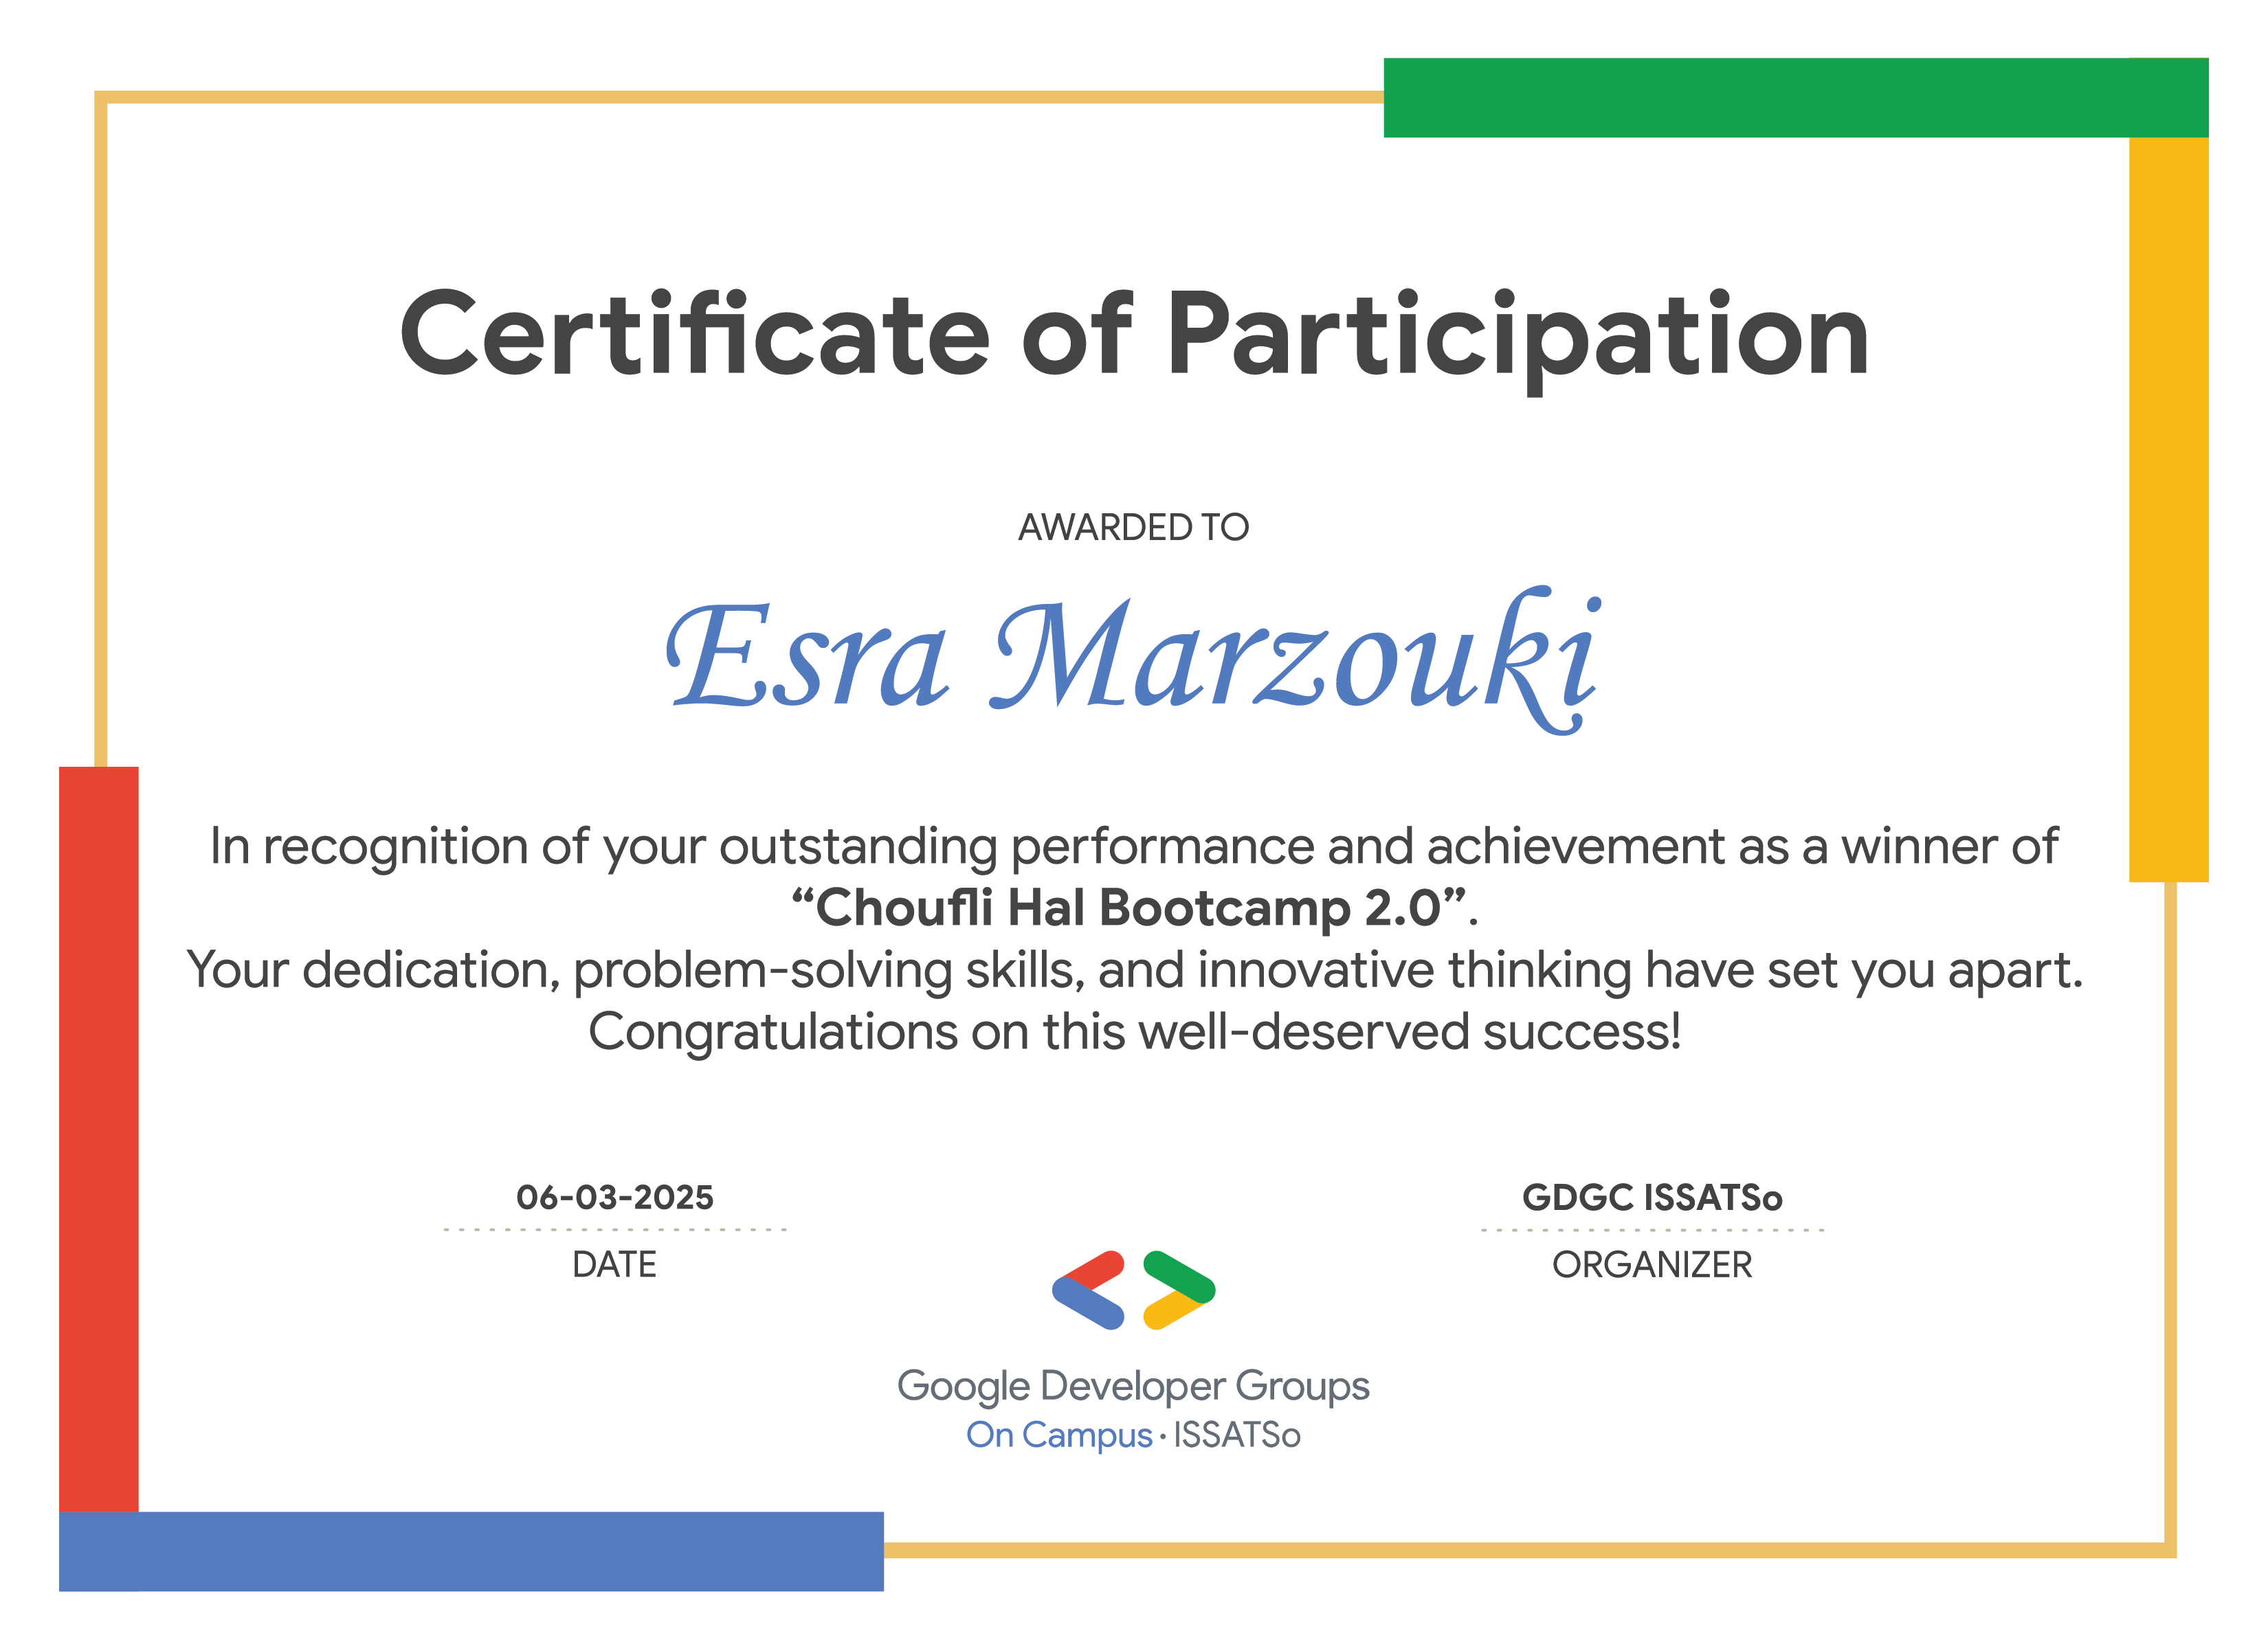 Certificate of Participation
AWARDED TO
Esra Marzouki
In recognition of your outstanding performance and achievement as a winner of
“Choufli Hal Bootcamp 2.0”.
Your dedication, problem-solving skills, and innovative thinking have set you apart.
Congratulations on this well-deserved success!
06-03-2025
DATE
GDGC ISSATSo
ORGANIZER
Google Developer Groups
On Campus · ISSATSo